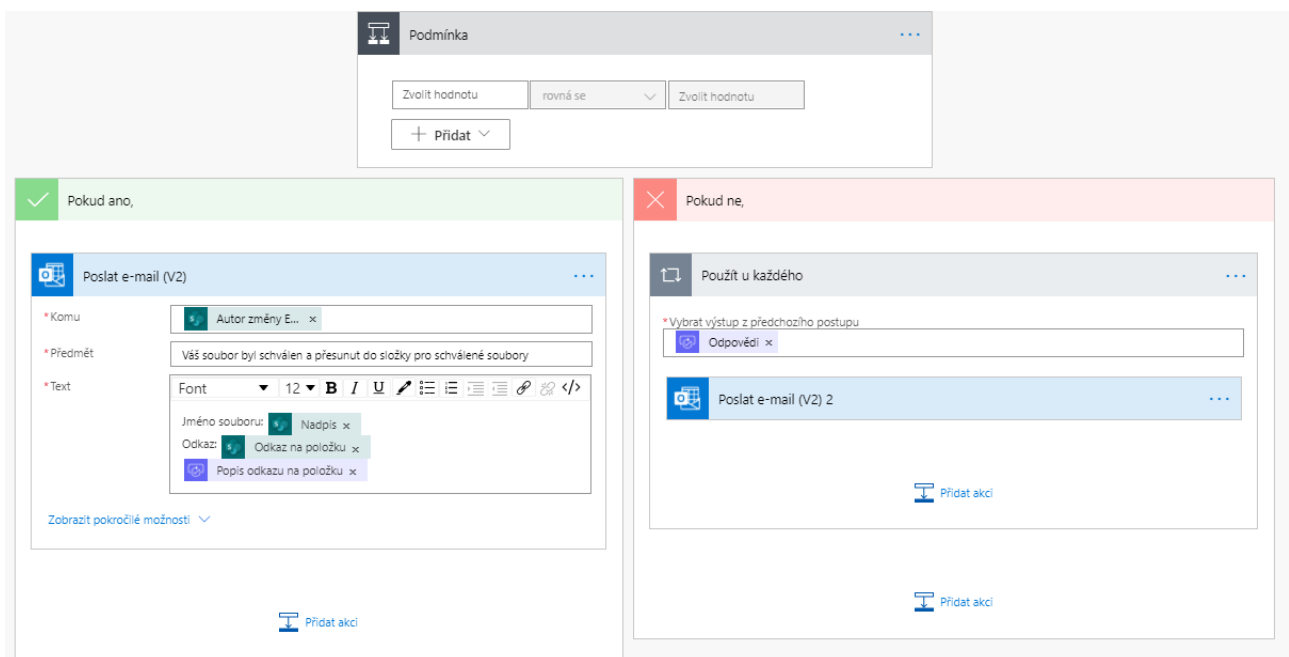 Podmínka
Zvolit hodnotu
rovná se
Zvolit hodnotu
Přidat
Pokud ano,
Poslat e-mail (V2)
*Komu
Autor změny E... ×
*Předmět
Váš soubor byl schválen a přesunut do složky pro schválené soubory
*Text
Font 12 B I U </>
Jméno souboru: Nadpis ×
Odkaz: Odkaz na položku ×
Popis odkazu na položku ×
Zobrazit pokročilé možnosti
Přidat akci
Pokud ne,
Použít u každého
*Vybrat výstup z předchozího postupu
Odpovědi ×
Poslat e-mail (V2) 2
Přidat akci
Přidat akci